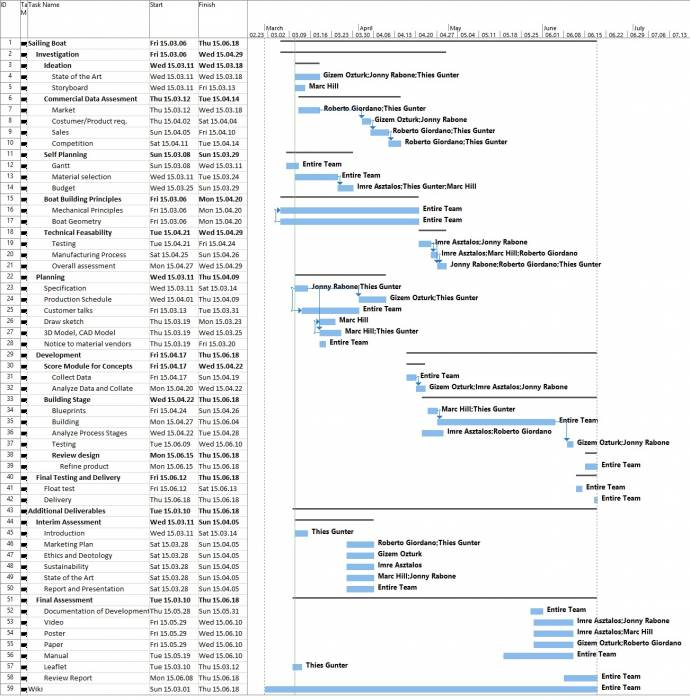 ID Ta M Task Name Start Finish
March April May June July
02.23 03.02 03.09 03.16 03.23 03.30 04.06 04.13 04.20 04.27 05.04 05.11 05.18 05.25 06.01 06.08 06.15 06.22 06.29 07.06 07.13
1 Sailing Boat Fri 15.03.06 Thu 15.06.18
2 Investigation Fri 15.03.06 Wed 15.04.29
3 Ideation Wed 15.03.11 Wed 15.03.18
4 State of the Art Wed 15.03.11 Wed 15.03.18 Gizem Ozturk;Jonny Rabone;Thies Gunter
5 Storyboard Wed 15.03.11 Fri 15.03.13 Marc Hill
6 Commercial Data Assesment Thu 15.03.12 Tue 15.04.14
7 Market Thu 15.03.12 Wed 15.03.18 Roberto Giordano;Thies Gunter
8 Costumer/Product req. Thu 15.04.02 Sat 15.04.04 Gizem Ozturk;Jonny Rabone
9 Sales Sun 15.04.05 Fri 15.04.10 Roberto Giordano;Thies Gunter
10 Competition Sat 15.04.11 Tue 15.04.14 Roberto Giordano;Thies Gunter
11 Self Planning Sun 15.03.08 Sun 15.03.29
12 Gantt Sun 15.03.08 Wed 15.03.11 Entire Team
13 Material selection Wed 15.03.11 Tue 15.03.24 Entire Team
14 Budget Wed 15.03.25 Sun 15.03.29 Imre Asztalos;Thies Gunter;Marc Hill
15 Boat Building Principles Fri 15.03.06 Mon 15.04.20
16 Mechanical Principles Fri 15.03.06 Mon 15.04.20 Entire Team
17 Boat Geometry Fri 15.03.06 Mon 15.04.20 Entire Team
18 Technical Feasability Tue 15.04.21 Wed 15.04.29
19 Testing Tue 15.04.21 Fri 15.04.24 Imre Asztalos;Jonny Rabone
20 Manufacturing Process Sat 15.04.25 Sun 15.04.26 Imre Asztalos;Marc Hill;Roberto Giordano
21 Overall assessment Mon 15.04.27 Wed 15.04.29 Jonny Rabone;Roberto Giordano;Thies Gunter
22 Planning Wed 15.03.11 Thu 15.04.09
23 Specification Wed 15.03.11 Sat 15.03.14 Jonny Rabone;Thies Gunter
24 Production Schedule Wed 15.04.01 Thu 15.04.09 Gizem Ozturk;Thies Gunter
25 Customer talks Fri 15.03.13 Tue 15.03.31 Entire Team
26 Draw sketch Thu 15.03.19 Mon 15.03.23 Marc Hill
27 3D Model, CAD Model Thu 15.03.19 Wed 15.03.25 Marc Hill;Thies Gunter
28 Notice to material vendors Thu 15.03.19 Fri 15.03.20 Entire Team
29 Development Fri 15.04.17 Thu 15.06.18
30 Score Module for Concepts Fri 15.04.17 Wed 15.04.22
31 Collect Data Fri 15.04.17 Sun 15.04.19 Entire Team
32 Analyze Data and Collate Mon 15.04.20 Wed 15.04.22 Gizem Ozturk;Imre Asztalos;Jonny Rabone
33 Building Stage Wed 15.04.22 Thu 15.06.18
34 Blueprints Fri 15.04.24 Sun 15.04.26 Marc Hill;Thies Gunter
35 Building Mon 15.04.27 Thu 15.06.04 Entire Team
36 Analyze Process Stages Wed 15.04.22 Tue 15.04.28 Imre Asztalos;Roberto Giordano
37 Testing Tue 15.06.09 Wed 15.06.10 Gizem Ozturk;Jonny Rabone
38 Review design Mon 15.06.15 Thu 15.06.18
39 Refine product Mon 15.06.15 Thu 15.06.18 Entire Team
40 Final Testing and Delivery Fri 15.06.12 Thu 15.06.18
41 Float test Fri 15.06.12 Sat 15.06.13 Entire Team
42 Delivery Thu 15.06.18 Thu 15.06.18 Entire Team
43 Additional Deliverables Tue 15.03.10 Thu 15.06.18
44 Interim Assessment Wed 15.03.11 Sun 15.04.05
45 Introduction Wed 15.03.11 Sat 15.03.14 Thies Gunter
46 Marketing Plan Sat 15.03.28 Sun 15.04.05 Roberto Giordano;Thies Gunter
47 Ethics and Deotology Sat 15.03.28 Sun 15.04.05 Gizem Ozturk
48 Sustainability Sat 15.03.28 Sun 15.04.05 Imre Asztalos
49 State of the Art Sat 15.03.28 Sun 15.04.05 Marc Hill;Jonny Rabone
50 Report and Presentation Sat 15.03.28 Sun 15.04.05 Entire Team
51 Final Assessment Tue 15.03.10 Thu 15.06.18
52 Documentation of Development Thu 15.05.28 Sun 15.05.31 Entire Team
53 Video Fri 15.05.29 Wed 15.06.10 Imre Asztalos;Jonny Rabone
54 Poster Fri 15.05.29 Wed 15.06.10 Imre Asztalos;Marc Hill
55 Paper Fri 15.05.29 Wed 15.06.10 Gizem Ozturk;Roberto Giordano
56 Manual Tue 15.05.19 Wed 15.06.10 Entire Team
57 Leaflet Tue 15.03.10 Thu 15.03.12 Thies Gunter
58 Review Report Mon 15.06.08 Thu 15.06.18 Entire Team
59 Wiki Sun 15.03.01 Thu 15.06.18 Entire Team